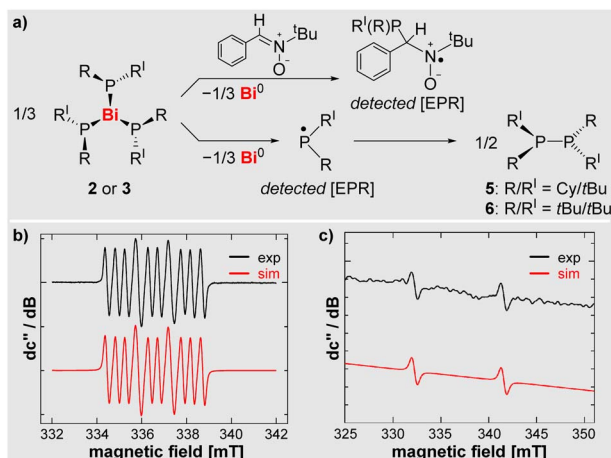 a)
R^I(R)P
H
tBu
N+
O−
tBu
N+
O−
−1/3 Bi^0
detected [EPR]
1/3
R
R^I
P
R^I
P
Bi
P
R
R
R^I
2 or 3
−1/3 Bi^0
P
R^I
R
detected [EPR]
1/2
R^I
R
P
P
R
R^I
5: R/R^I = Cy/tBu
6: R/R^I = tBu/tBu
b)
exp
sim
dc'' / dB
332 334 336 338 340 342
magnetic field [mT]
c)
exp
sim
dc'' / dB
325 330 335 340 345 350
magnetic field [mT]